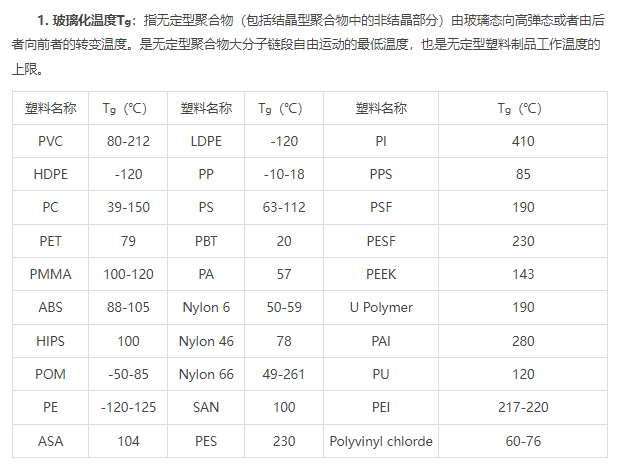 1. 玻璃化温度Tg：指无定型聚合物（包括结晶型聚合物中的非结晶部分）由玻璃态向高弹态或者由后
者向前者的转变温度。是无定型聚合物大分子链段自由运动的最低温度，也是无定型塑料制品工作温度的
上限。
塑料名称 Tg（℃） 塑料名称 Tg（℃） 塑料名称 Tg（℃）
PVC 80-212 LDPE -120 PI 410
HDPE -120 PP -10-18 PPS 85
PC 39-150 PS 63-112 PSF 190
PET 79 PBT 20 PESF 230
PMMA 100-120 PA 57 PEEK 143
ABS 88-105 Nylon 6 50-59 U Polymer 190
HIPS 100 Nylon 46 78 PAI 280
POM -50-85 Nylon 66 49-261 PU 120
PE -120-125 SAN 100 PEI 217-220
ASA 104 PES 230 Polyvinyl chlorde 60-76